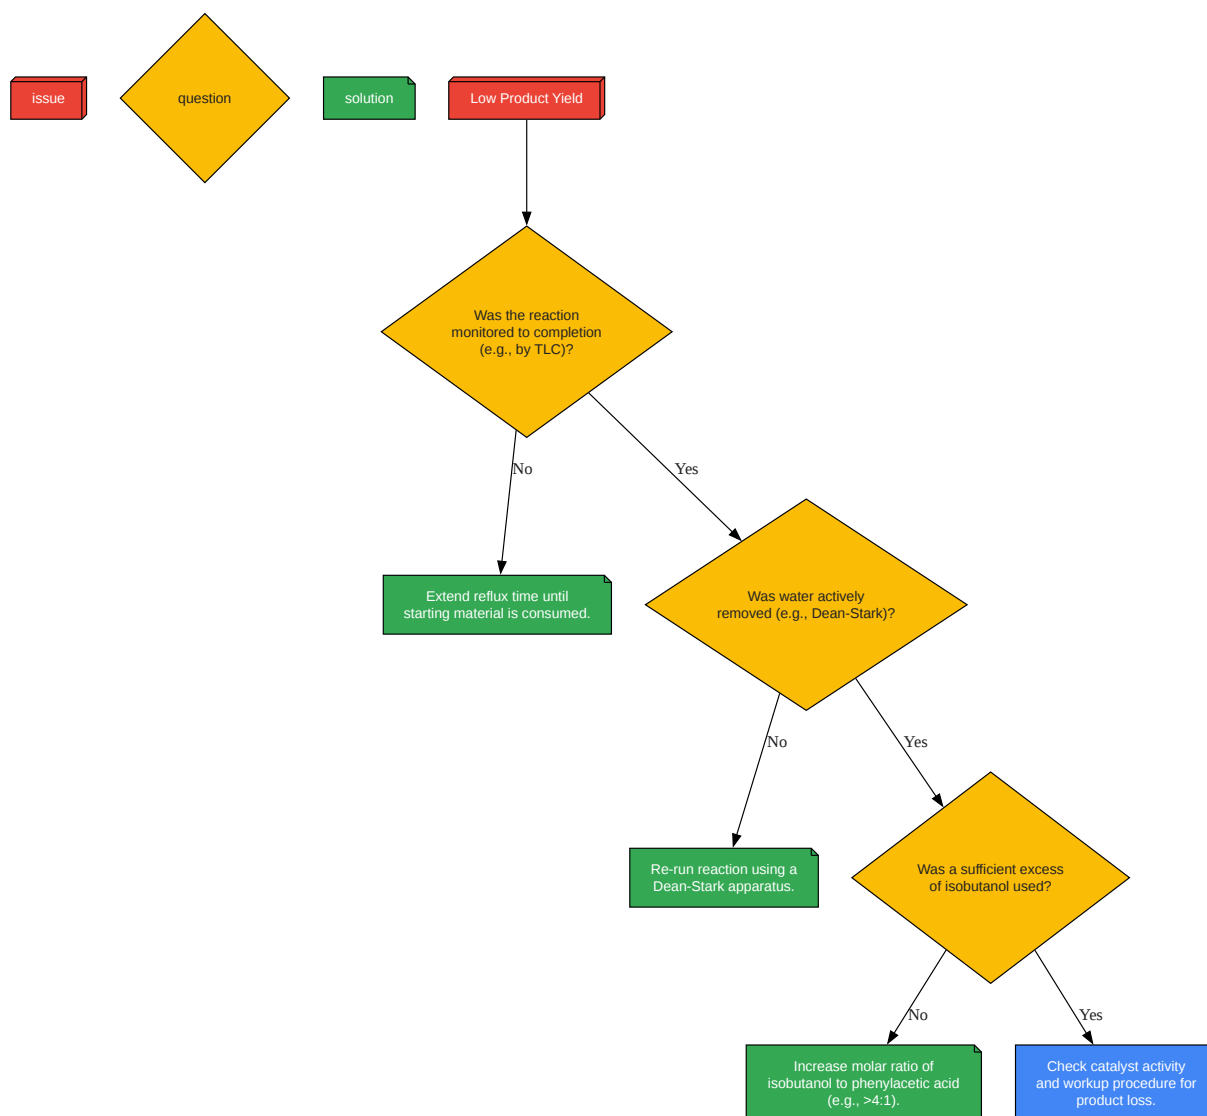 issue
question
solution
Low Product Yield
Was the reaction
monitored to completion
(e.g., by TLC)?
No
Yes
Extend reflux time until
starting material is consumed.
Was water actively
removed (e.g., Dean-Stark)?
No
Yes
Re-run reaction using a
Dean-Stark apparatus.
Was a sufficient excess
of isobutanol used?
No
Yes
Increase molar ratio of
isobutanol to phenylacetic acid
(e.g., >4:1).
Check catalyst activity
and workup procedure for
product loss.